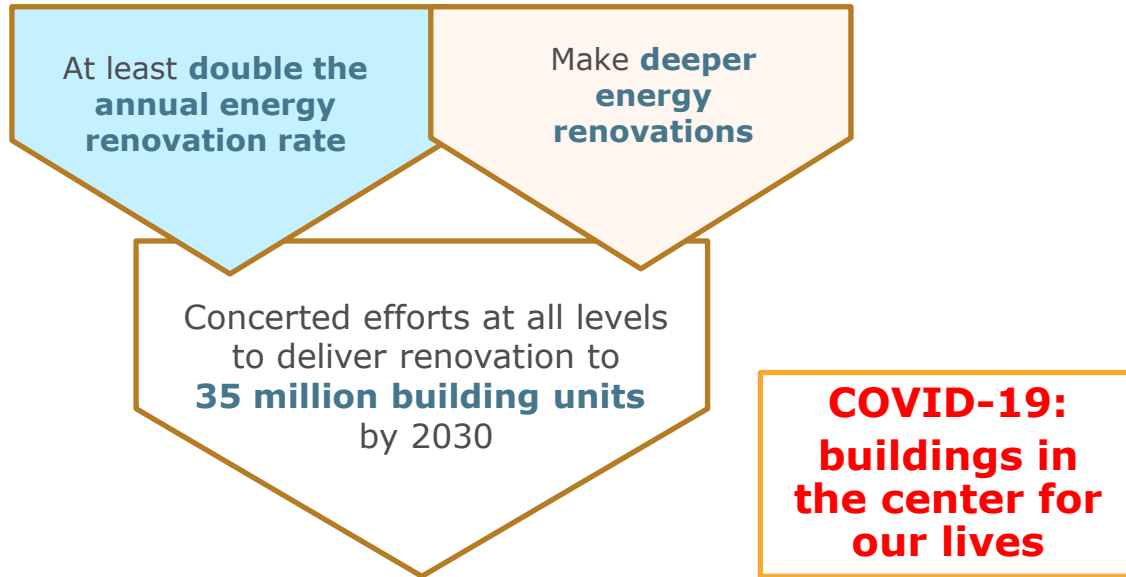 At least double the
annual energy
renovation rate
Make deeper
energy
renovations
Concerted efforts at all levels
to deliver renovation to
35 million building units
by 2030
COVID-19:
buildings in
the center for
our lives